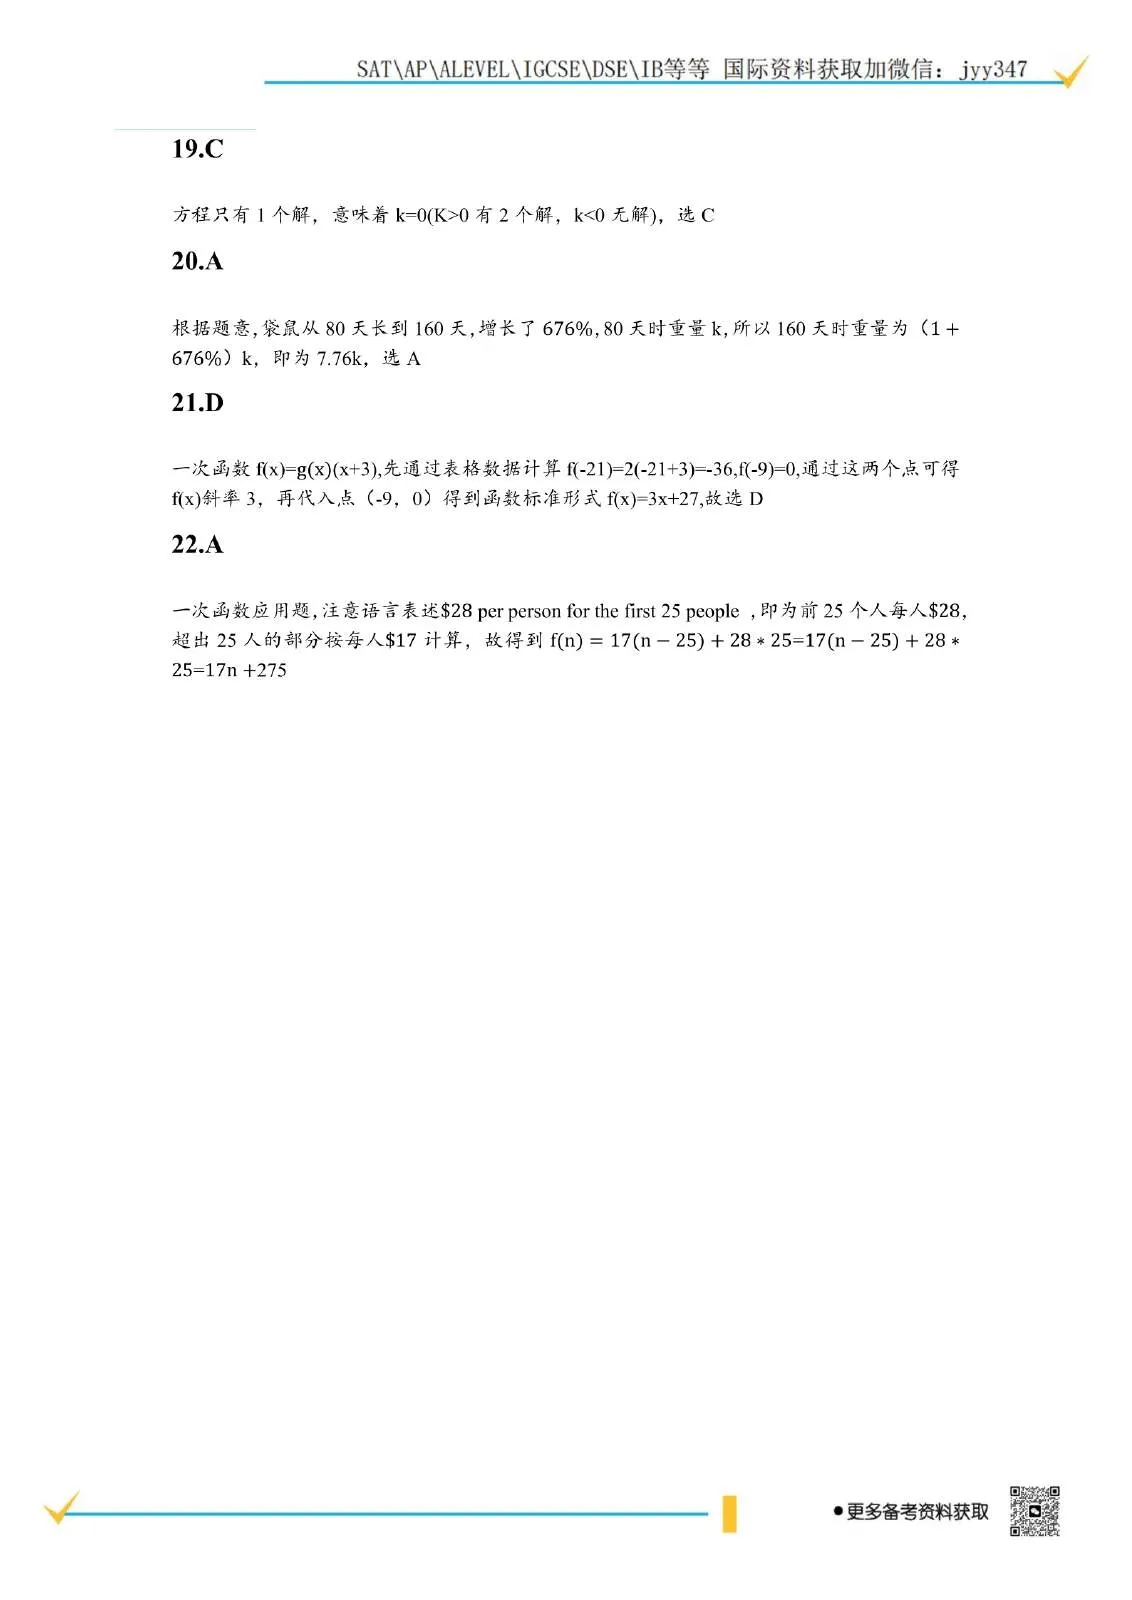 SAT\AP\ALEVEL\IGCSE\DSE\IB等等 国际资料获取加微信：jyy347
19.C
方程只有 1 个解，意味着 k=0(K>0 有 2 个解，k<0 无解)，选 C
20.A
根据题意,袋鼠从 80 天长到 160 天,增长了 676%,80 天时重量 k,所以 160 天时重量为（1 +
676%）k，即为 7.76k，选 A
21.D
一次函数 f(x)=g(x)(x+3),先通过表格数据计算 f(-21)=2(-21+3)=-36,f(-9)=0,通过这两个点可得
f(x)斜率 3，再代入点（-9，0）得到函数标准形式 f(x)=3x+27,故选 D
22.A
一次函数应用题,注意语言表述$28 per person for the first 25 people ,即为前 25 个人每人$28,
超出 25 人的部分按每人$17 计算，故得到 f(n) = 17(n − 25) + 28 ∗ 25=17(n − 25) + 28 ∗
25=17n +275
●更多备考资料获取